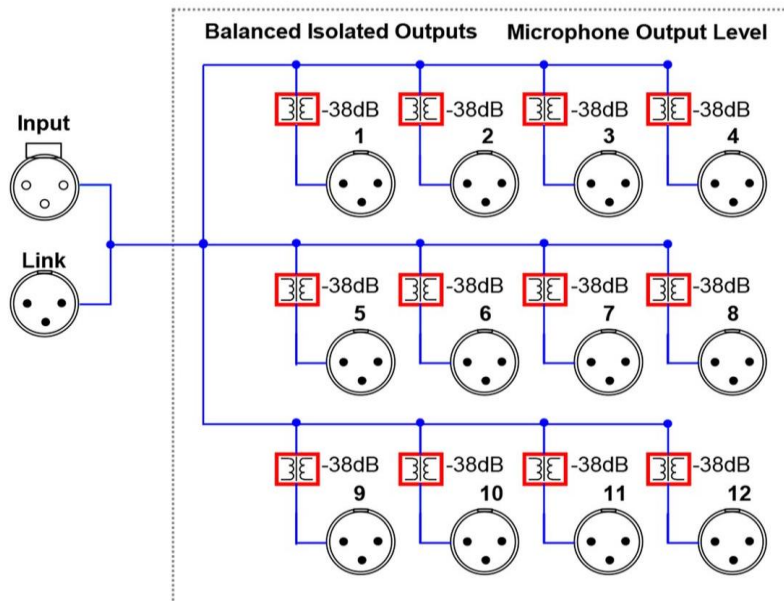 Balanced Isolated Outputs Microphone Output Level
Input
Link
-38dB -38dB -38dB -38dB
1 2 3 4
-38dB -38dB -38dB -38dB
5 6 7 8
-38dB -38dB -38dB -38dB
9 10 11 12